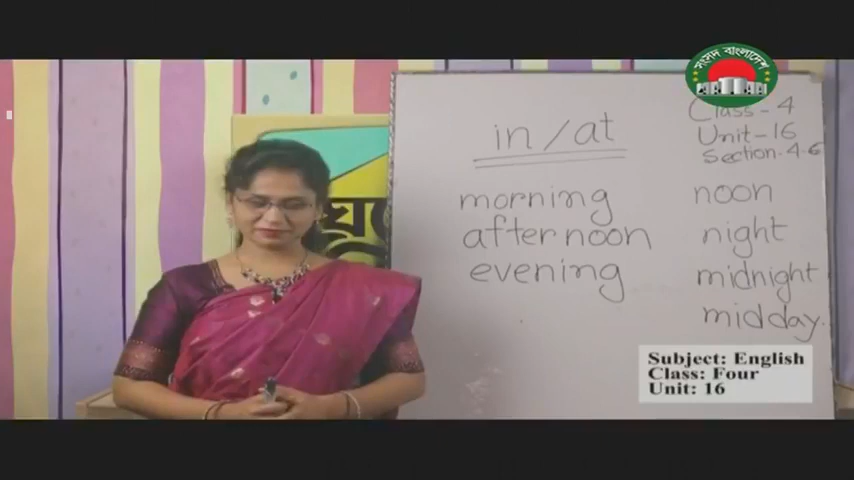 সংসদ বাংলাদেশ
Class-4
Unit-16
Section.4-6
in/at
morning noon
afternoon night
evening midnight
midday.
Subject: English
Class: Four
Unit: 16